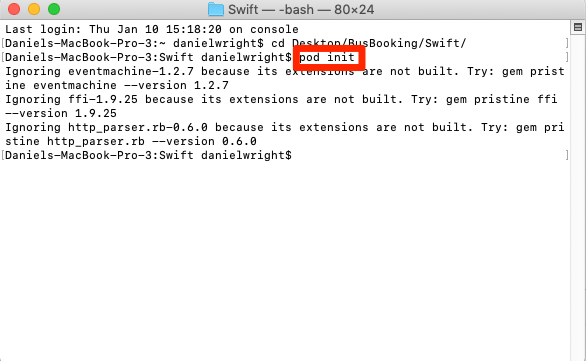 Swift — -bash — 80×24
Last login: Thu Jan 10 15:18:20 on console
[Daniels-MacBook-Pro-3:~ danielwright$ cd Desktop/BusBooking/Swift/ ]
[Daniels-MacBook-Pro-3:Swift danielwright$ pod init ]
Ignoring eventmachine-1.2.7 because its extensions are not built. Try: gem prist
ine eventmachine --version 1.2.7
Ignoring ffi-1.9.25 because its extensions are not built. Try: gem pristine ffi
--version 1.9.25
Ignoring http_parser.rb-0.6.0 because its extensions are not built. Try: gem pri
stine http_parser.rb --version 0.6.0
[Daniels-MacBook-Pro-3:Swift danielwright$ ]